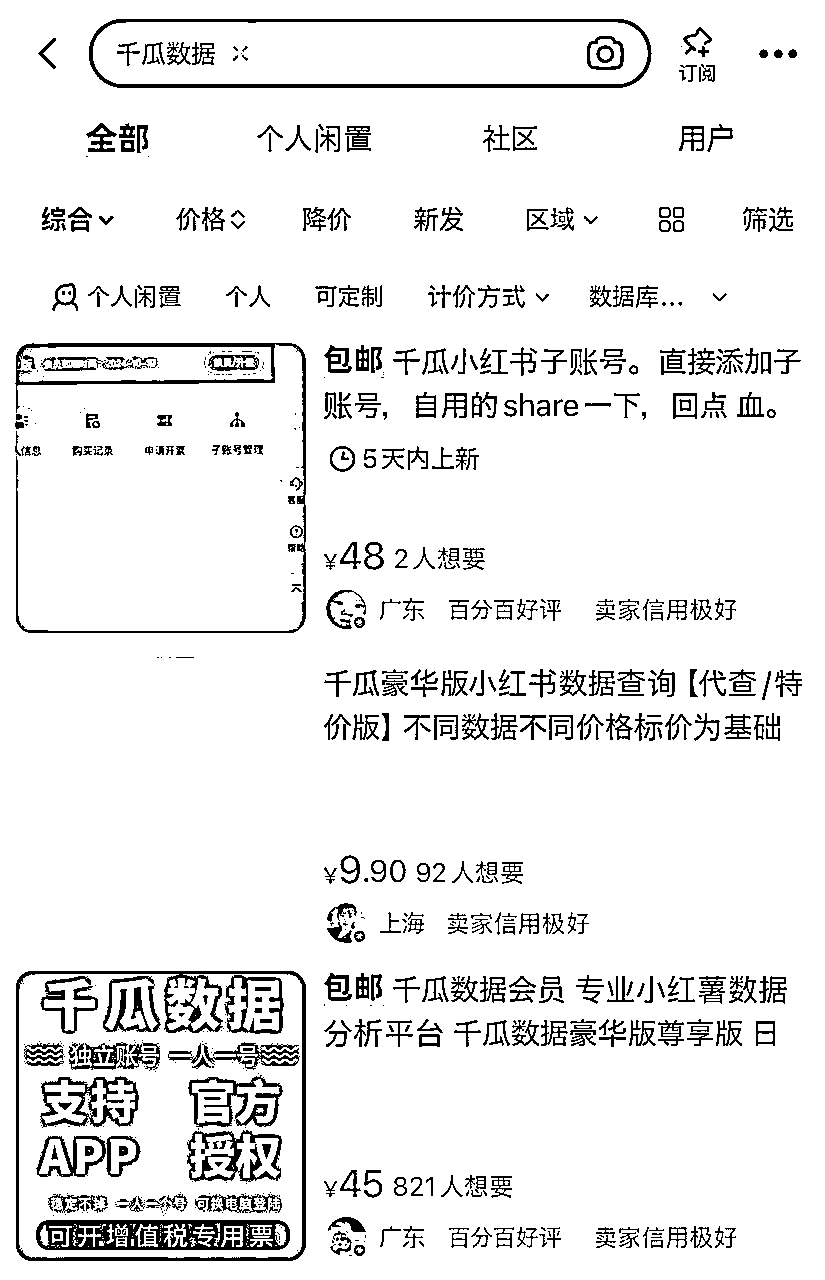 千瓜数据
订阅
全部 个人闲置 社区 用户
综合 价格 降价 新发 区域 筛选
个人闲置 个人 可定制 计价方式 数据库...
包邮 千瓜小红书子账号。直接添加子
账号，自用的share一下，回点 血。
购买记录 申请开票 子账号管理
5天内上新
¥48 2人想要
广东 百分百好评 卖家信用极好
千瓜豪华版小红书数据查询【代查/特
价版】不同数据不同价格标价为基础
¥9.90 92人想要
上海 卖家信用极好
千瓜数据
独立账号 一人一号
支持 官方
APP 授权
稳定不掉 一人一个号 可换电脑登陆
可开增值税专用票
包邮 千瓜数据会员 专业小红薯数据
分析平台 千瓜数据豪华版尊享版 日
¥45 821人想要
广东 百分百好评 卖家信用极好